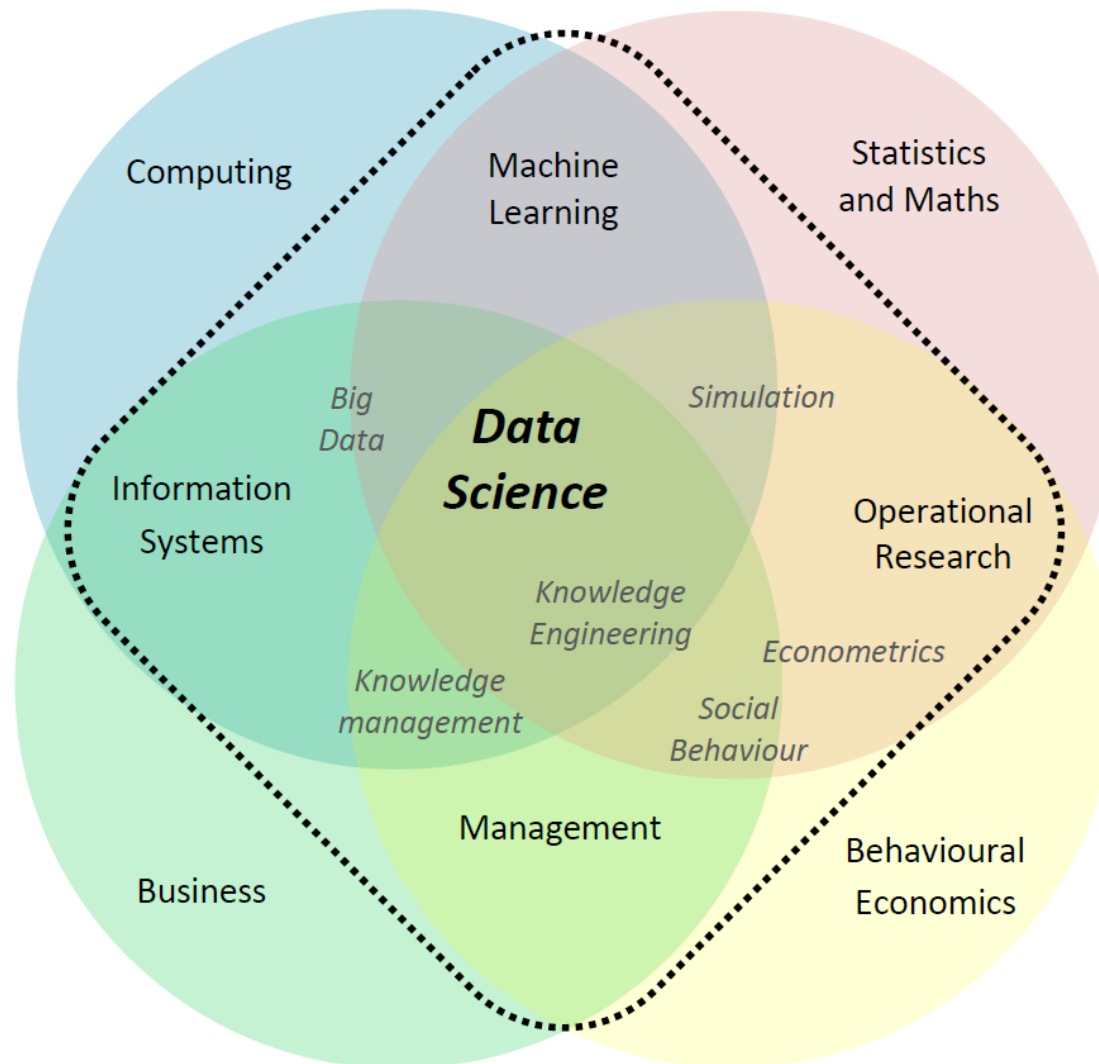 Computing
Machine
Learning
Statistics
and Maths
Big
Data
Data
Science
Simulation
Information
Systems
Operational
Research
Knowledge
Engineering
Econometrics
Knowledge
management
Social
Behaviour
Management
Business
Behavioural
Economics